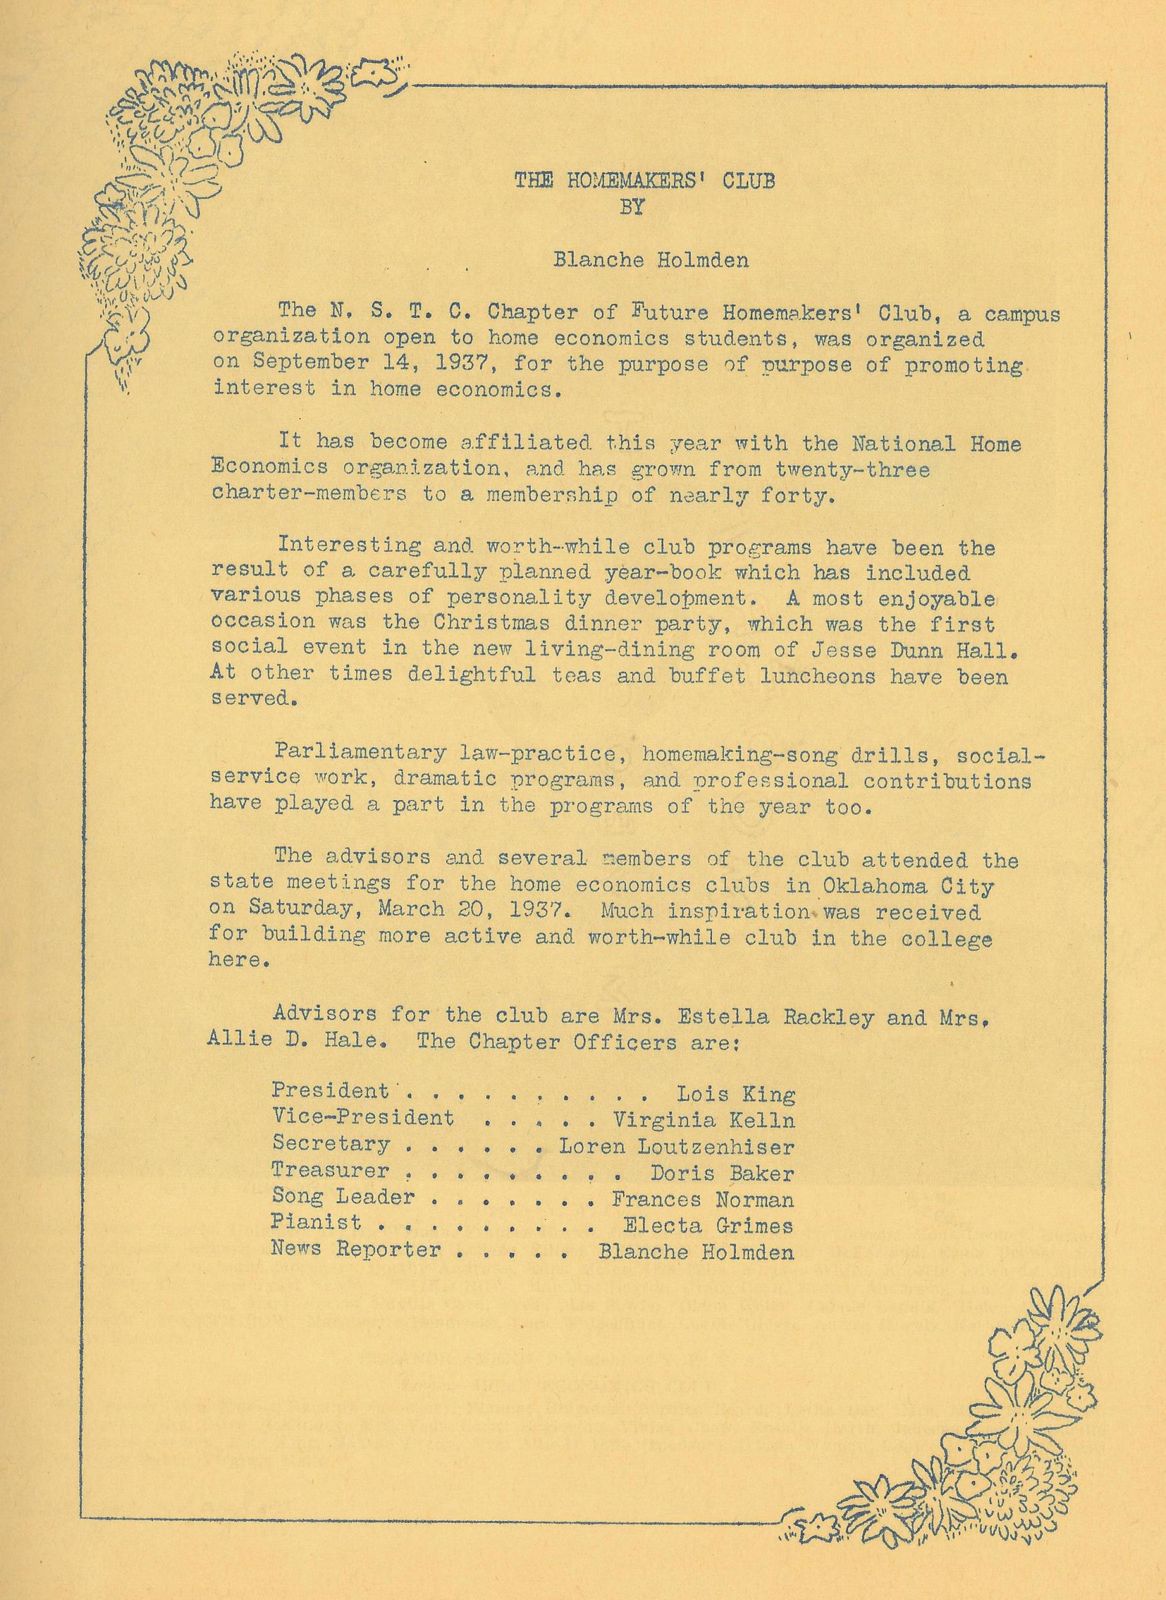 THE HOMEMAKERS' CLUB
BY
Blanche Holmden
The N. S. T. C. Chapter of Future Homemakers' Club, a campus
organization open to home economics students, was organized
on September 14, 1937, for the purpose of purpose of promoting
interest in home economics.
It has become affiliated this year with the National Home
Economics organization, and has grown from twenty-three
charter-members to a membership of nearly forty.
Interesting and worth-while club programs have been the
result of a carefully planned year-book which has included
various phases of personality development. A most enjoyable
occasion was the Christmas dinner party, which was the first
social event in the new living-dining room of Jesse Dunn Hall.
At other times delightful teas and buffet luncheons have been
served.
Parliamentary law-practice, homemaking-song drills, social-
service work, dramatic programs, and professional contributions
have played a part in the programs of the year too.
The advisors and several members of the club attended the
state meetings for the home economics clubs in Oklahoma City
on Saturday, March 20, 1937. Much inspiration was received
for building more active and worth-while club in the college
here.
Advisors for the club are Mrs. Estella Rackley and Mrs.
Allie D. Hale. The Chapter Officers are:
President . . . . . . . . . . Lois King
Vice-President . . . . . Virginia Kelln
Secretary . . . . . . Loren Loutzenhiser
Treasurer . . . . . . . . . Doris Baker
Song Leader . . . . . . . Frances Norman
Pianist . . . . . . . . . Electa Grimes
News Reporter . . . . . Blanche Holmden